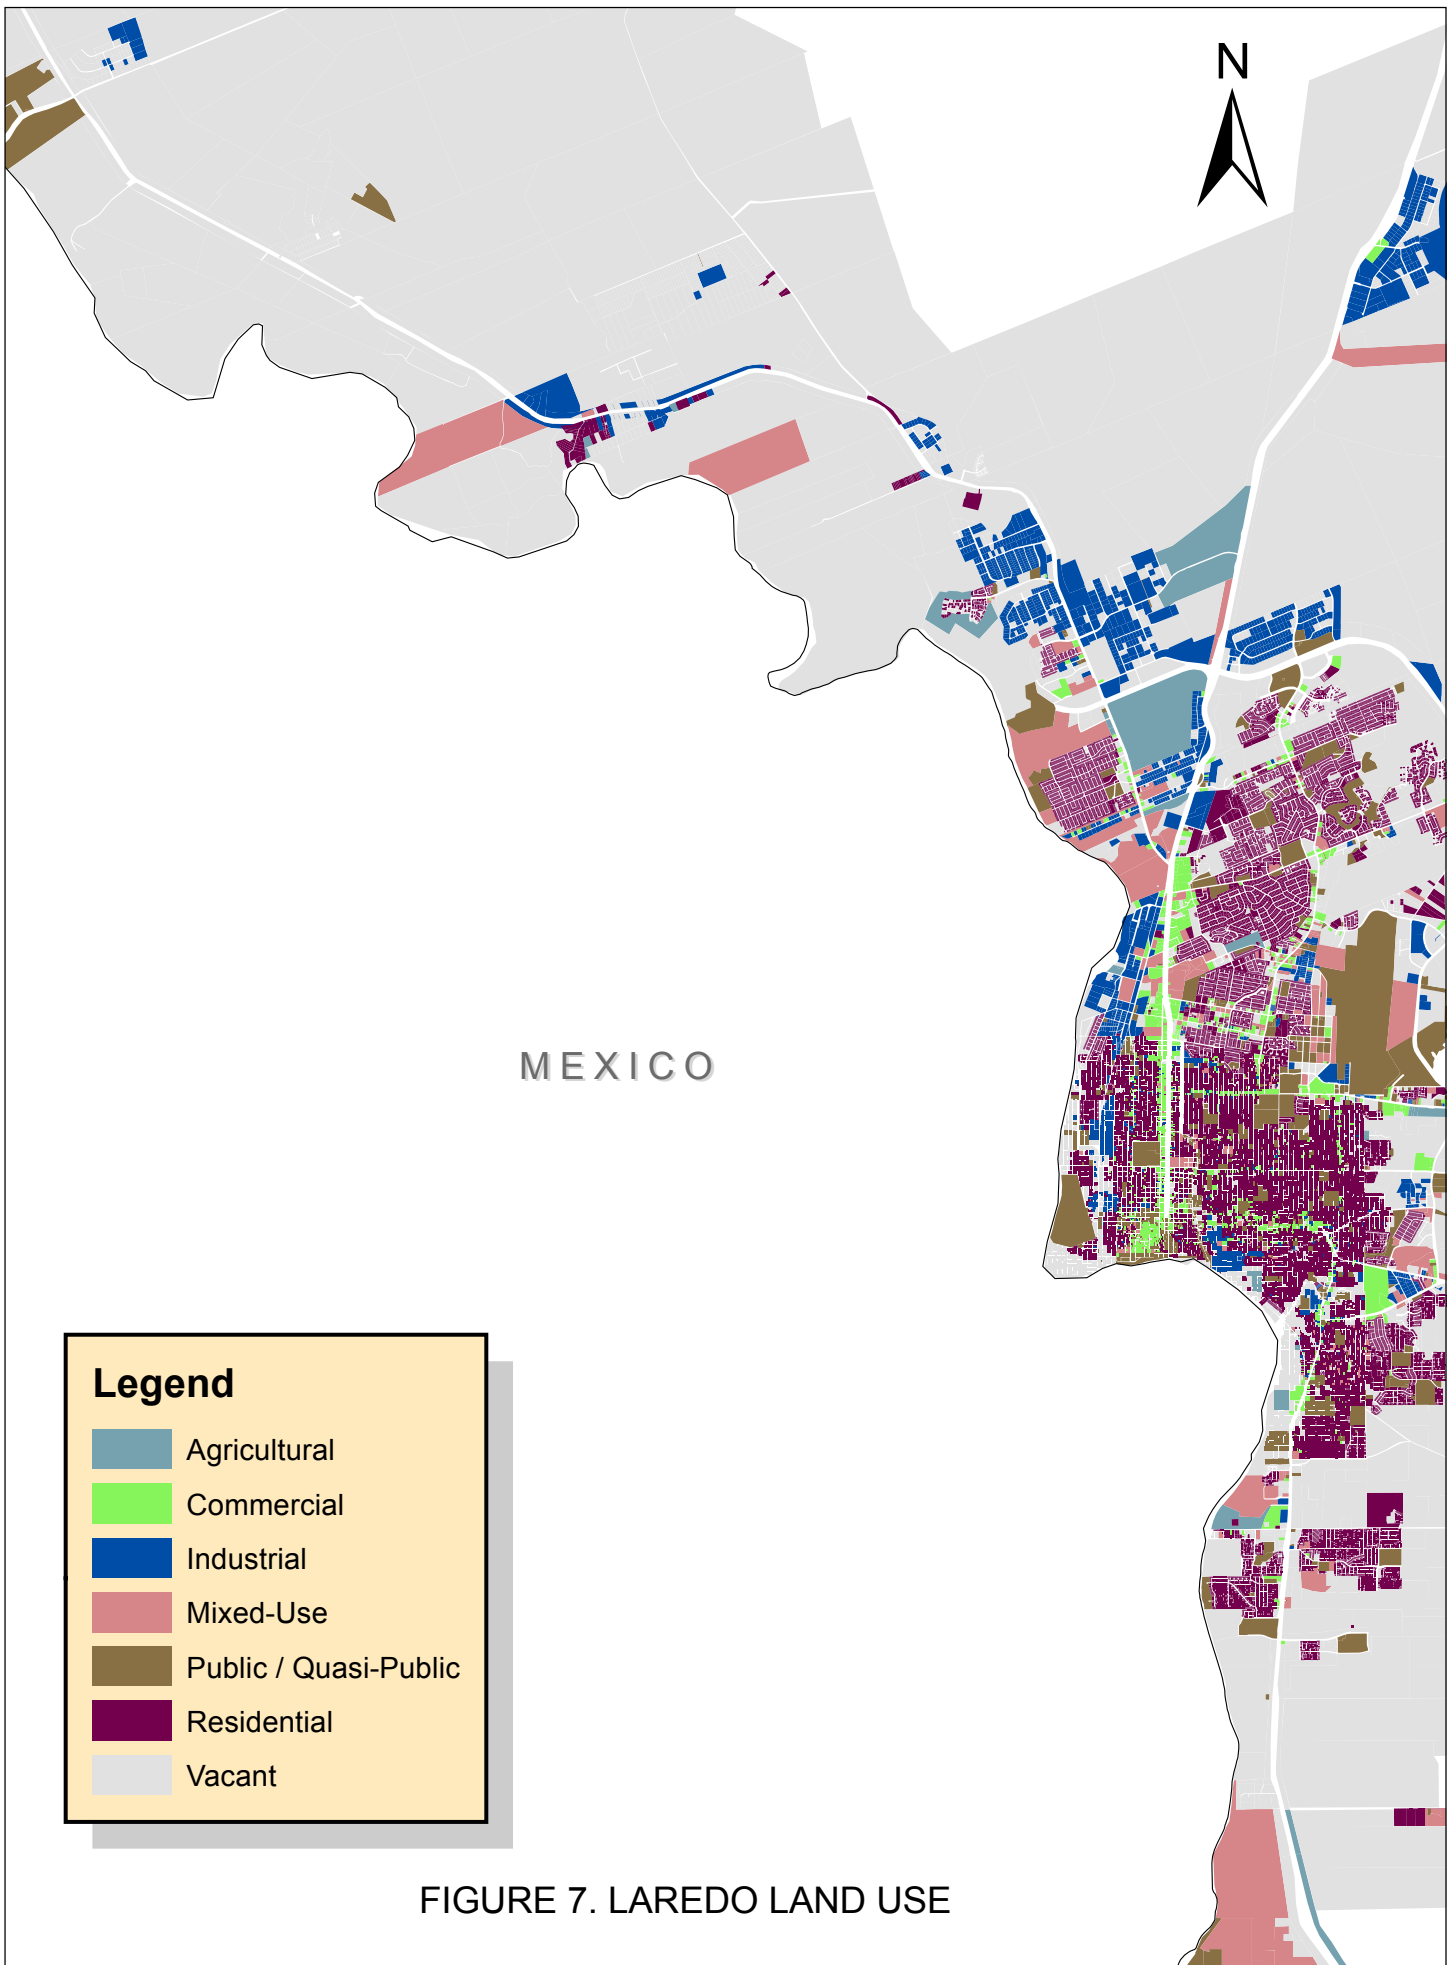 N
MEXICO
Legend
Agricultural
Commercial
Industrial
Mixed-Use
Public / Quasi-Public
Residential
Vacant
FIGURE 7. LAREDO LAND USE